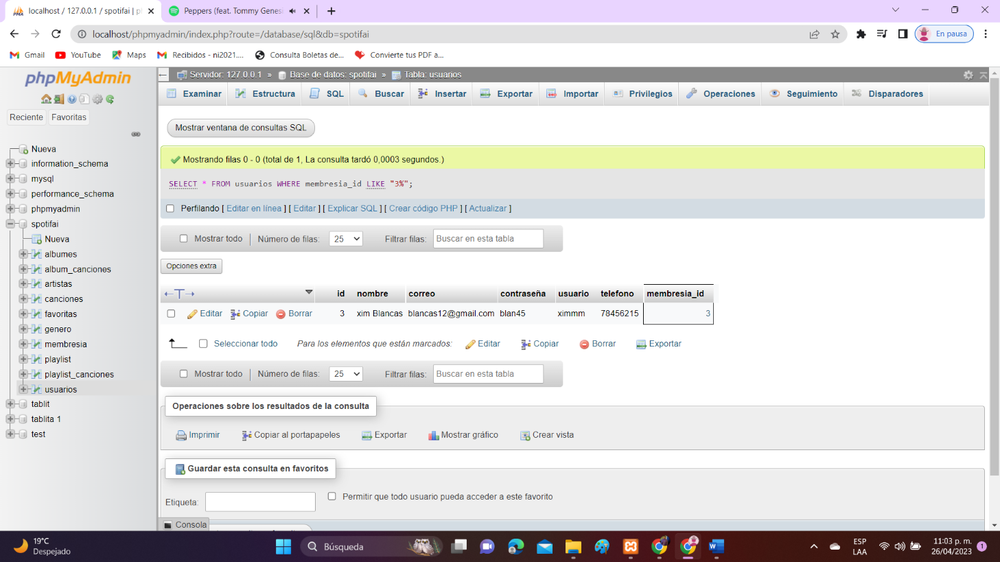 localhost / 127.0.0.1 / spotifai | p
Peppers (feat. Tommy Genesi
localhost/phpmyadmin/index.php?route=/database/sql&db=spotifai
En pausa
Gmail
YouTube
Maps
Recibidos - ni2021....
Consulta Boletas de...
Convierte tus PDF a...
phpMyAdmin
Reciente
Favoritas
Nueva
information_schema
mysql
performance_schema
phpmyadmin
spotifai
Nueva
albumes
album_canciones
artistas
canciones
favoritas
genero
membresia
playlist
playlist_canciones
usuarios
tablit
tablita 1
test
Servidor: 127.0.0.1 » Base de datos: spotifai » Tabla: usuarios
Examinar Estructura SQL Buscar Insertar Exportar Importar Privilegios Operaciones Seguimiento Disparadores
Mostrar ventana de consultas SQL
Mostrando filas 0 - 0 (total de 1, La consulta tardó 0,0003 segundos.)
SELECT * FROM usuarios WHERE membresia_id LIKE "3%";
Perfilando [ Editar en línea ] [ Editar ] [ Explicar SQL ] [ Crear código PHP ] [ Actualizar ]
Mostrar todo | Número de filas: 25 Filtrar filas: Buscar en esta tabla
Opciones extra
id nombre correo contraseña usuario telefono membresia_id
Editar Copiar Borrar 3 xim Blancas blancas12@gmail.com blan45 ximmm 78456215 3
Seleccionar todo Para los elementos que están marcados: Editar Copiar Borrar Exportar
Mostrar todo | Número de filas: 25 Filtrar filas: Buscar en esta tabla
Operaciones sobre los resultados de la consulta
Imprimir Copiar al portapapeles Exportar Mostrar gráfico Crear vista
Guardar esta consulta en favoritos
Etiqueta: Permitir que todo usuario pueda acceder a este favorito
Consola
19°C
Despejado
Búsqueda
ESP
LAA
11:03 p. m.
26/04/2023
1